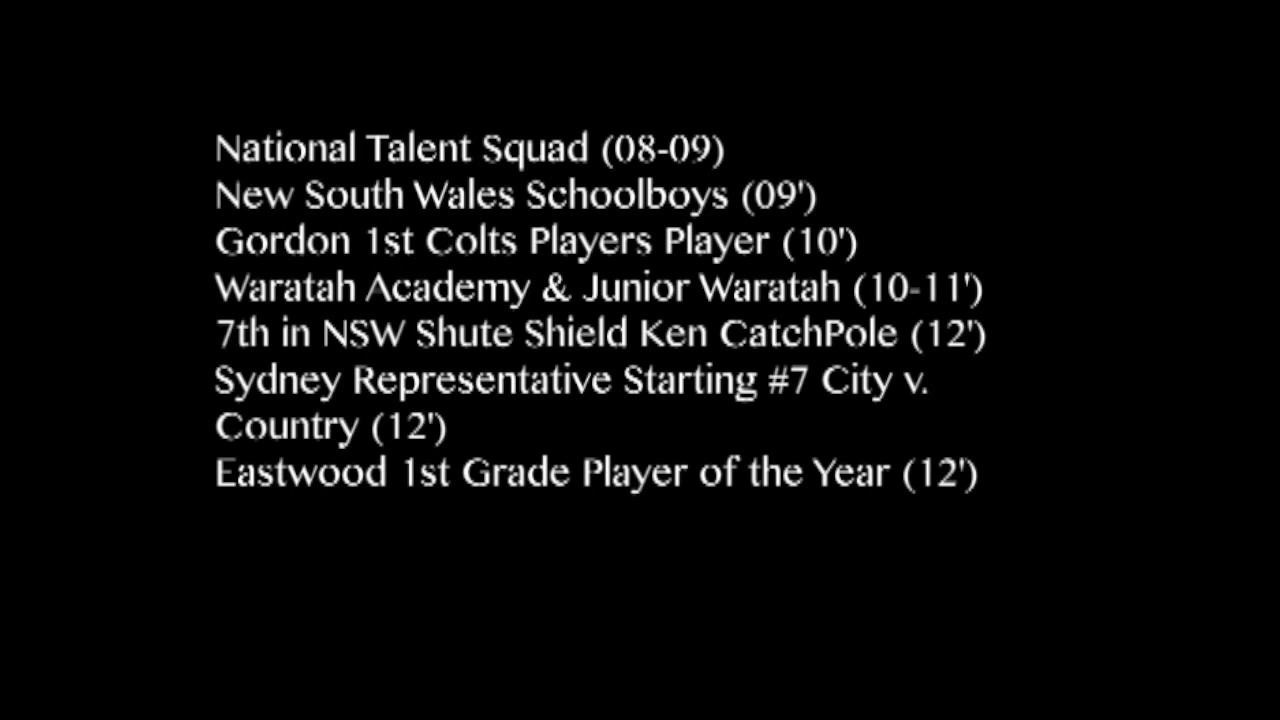 National Talent Squad (08-09)
New South Wales Schoolboys (09')
Gordon 1st Colts Players Player (10')
Waratah Academy & Junior Waratah (10-11')
7th in NSW Shute Shield Ken CatchPole (12')
Sydney Representative Starting #7 City v.
Country (12')
Eastwood 1st Grade Player of the Year (12')